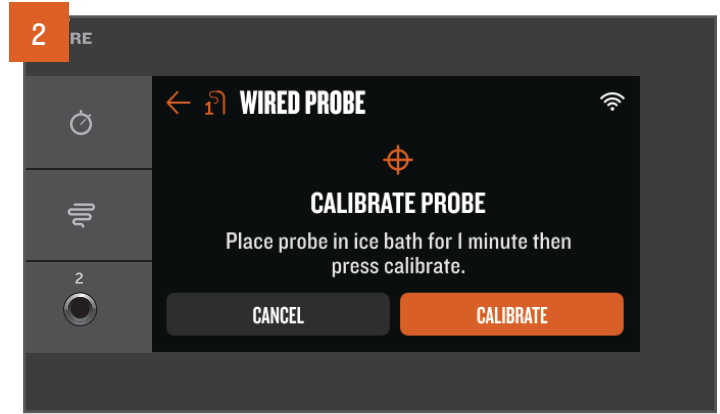 2
RE
1
WIRED PROBE
CALIBRATE PROBE
Place probe in ice bath for 1 minute then
press calibrate.
2
CANCEL
CALIBRATE